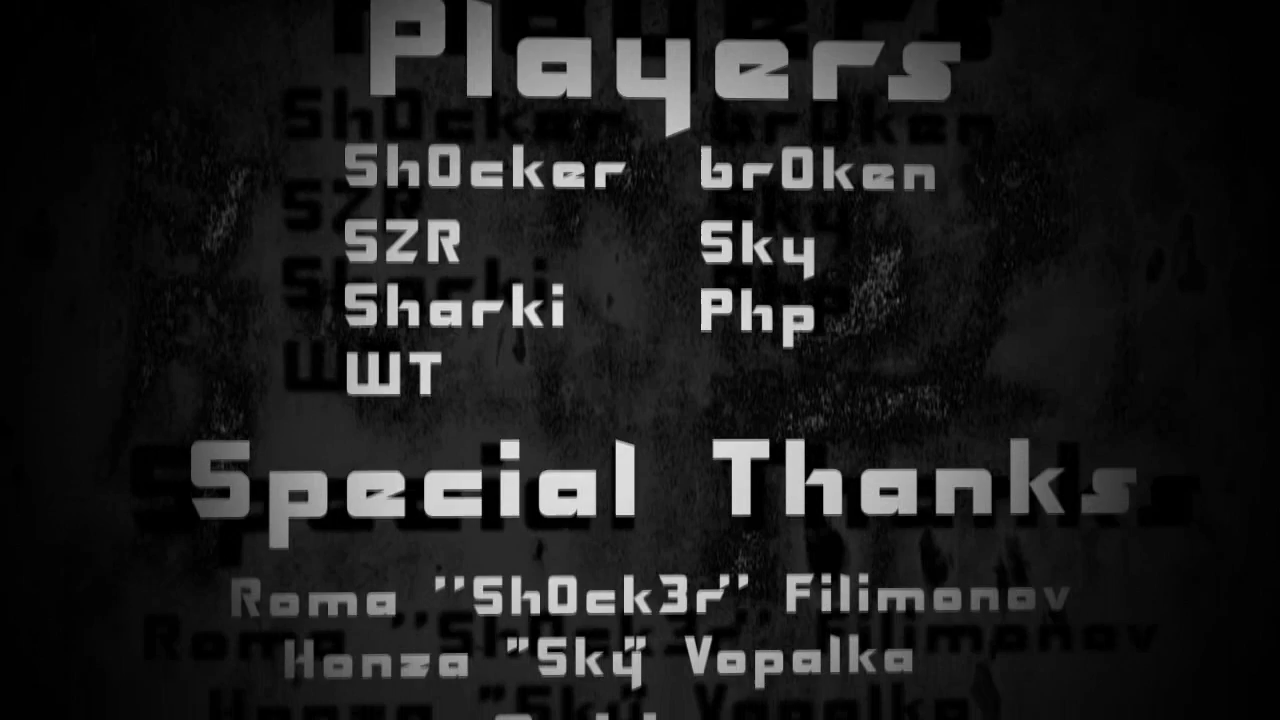 Players
Sh0cker br0ken
SZR Sky
Sharki Php
WT
Special Thanks
Roma "Sh0ck3r" Filimonov
Honza "Sky" Vopalka